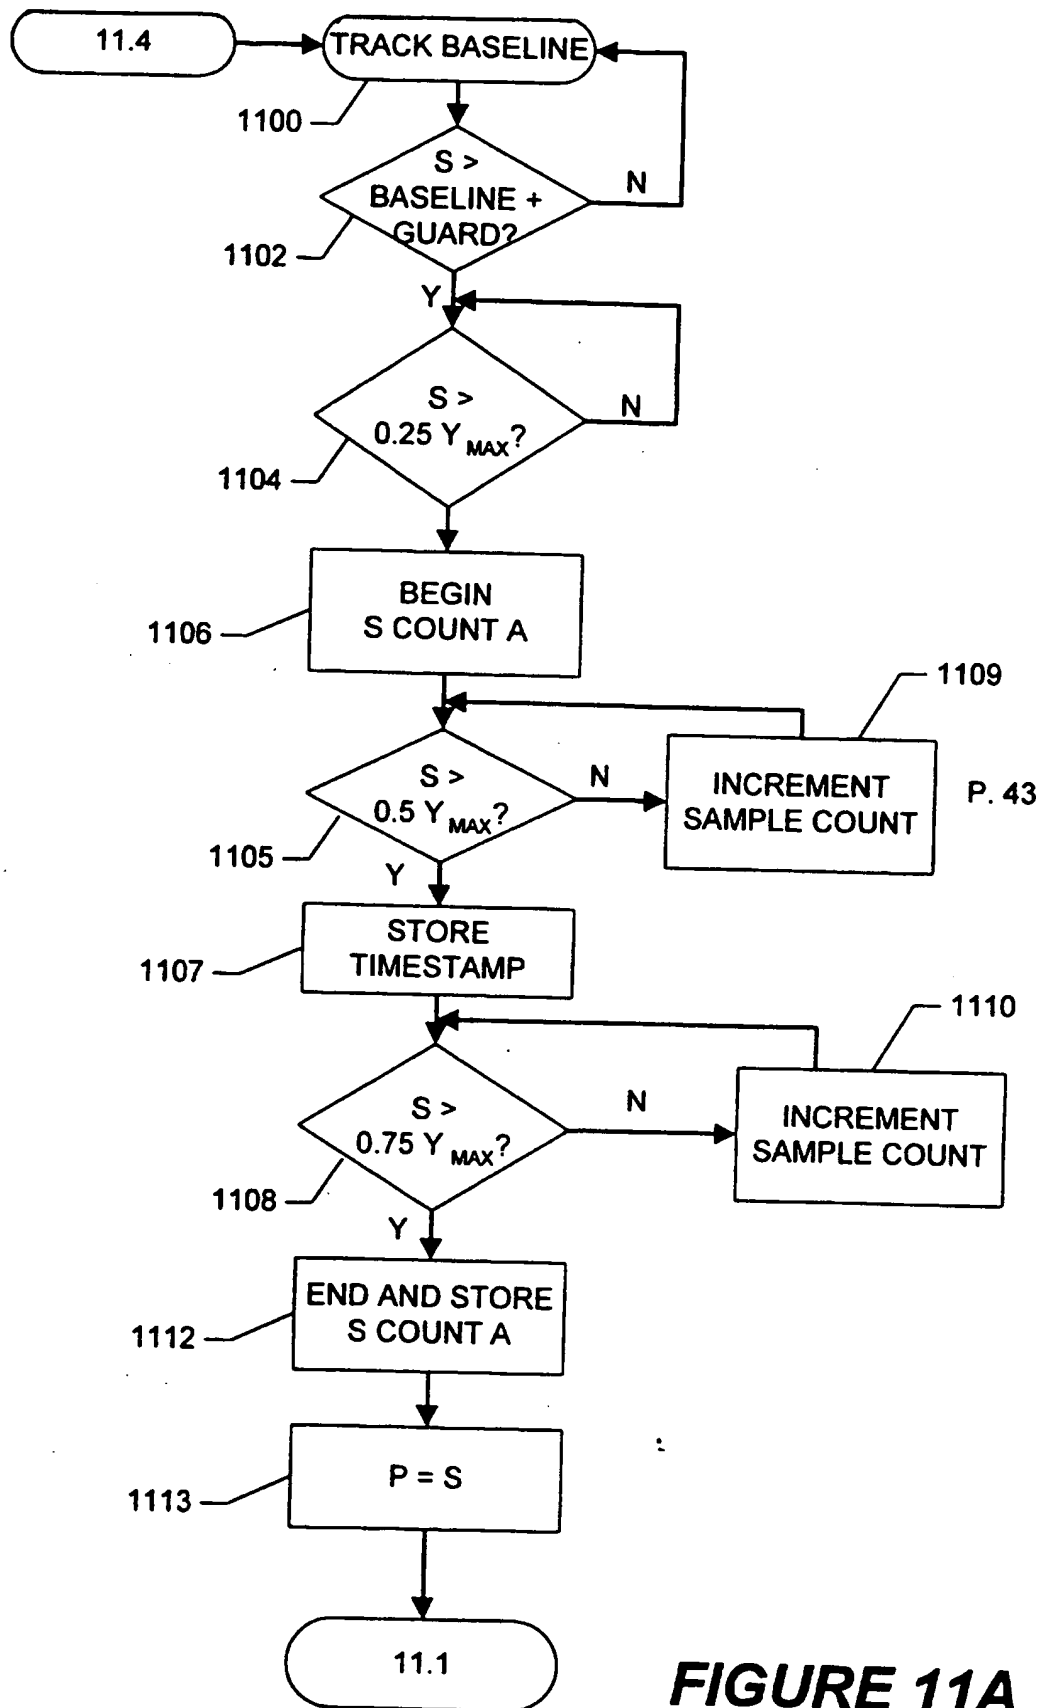 11.4
TRACK BASELINE
1100
S >
BASELINE +
GUARD?
N
1102
Y
S >
0.25 Y MAX?
N
1104
BEGIN
S COUNT A
1106
1109
S >
0.5 Y MAX?
N
INCREMENT
SAMPLE COUNT
P. 43
1105
Y
STORE
TIMESTAMP
1107
1110
S >
0.75 Y MAX?
N
INCREMENT
SAMPLE COUNT
1108
Y
END AND STORE
S COUNT A
1112
P = S
1113
11.1
FIGURE 11A